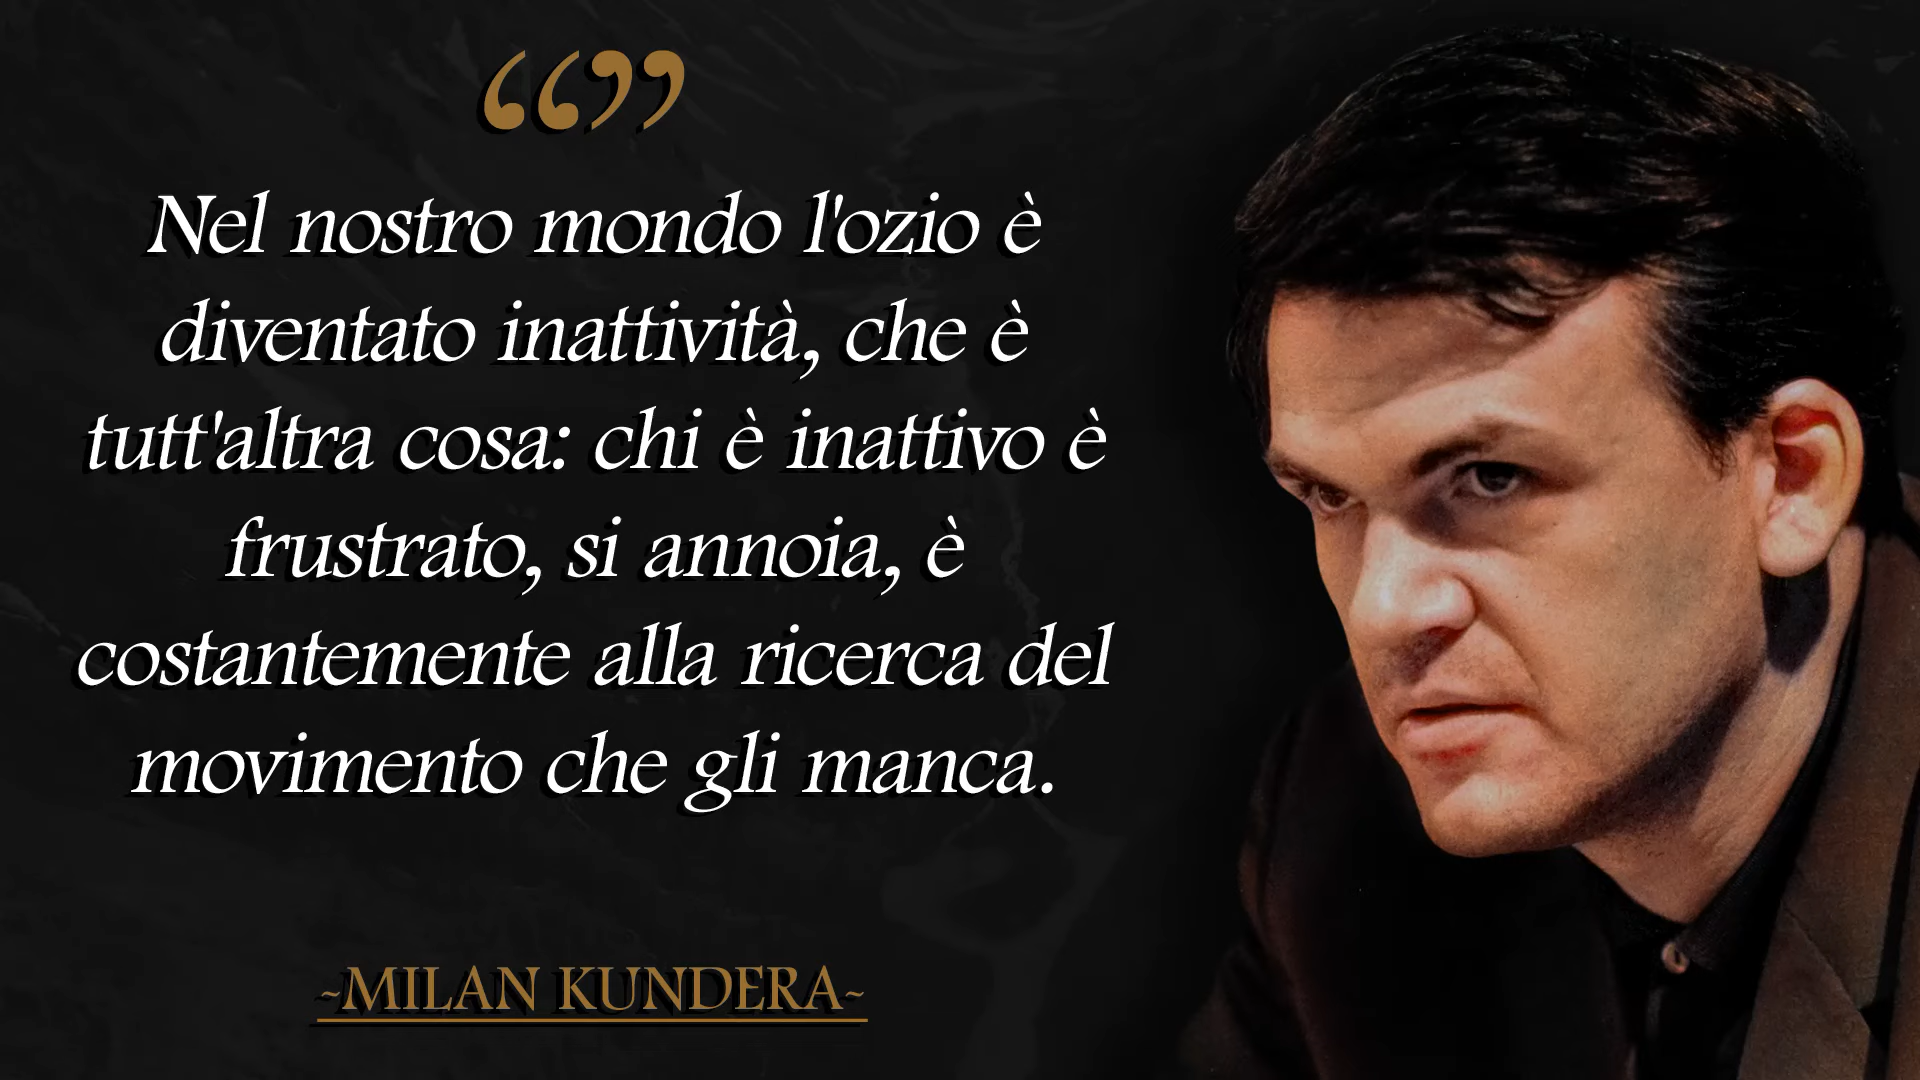 “”
Nel nostro mondo l'ozio è
diventato inattività, che è
tutt'altra cosa: chi è inattivo è
frustrato, si annoia, è
costantemente alla ricerca del
movimento che gli manca.
~MILAN KUNDERA~